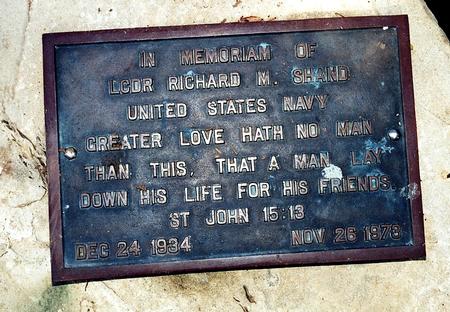 IN MEMORIAM OF
LCDR RICHARD M. SHAND
UNITED STATES NAVY
GREATER LOVE HATH NO MAN
THAN THIS, THAT A MAN LAY
DOWN HIS LIFE FOR HIS FRIENDS.
ST JOHN 15:13
DEC 24 1934 NOV 26 1973